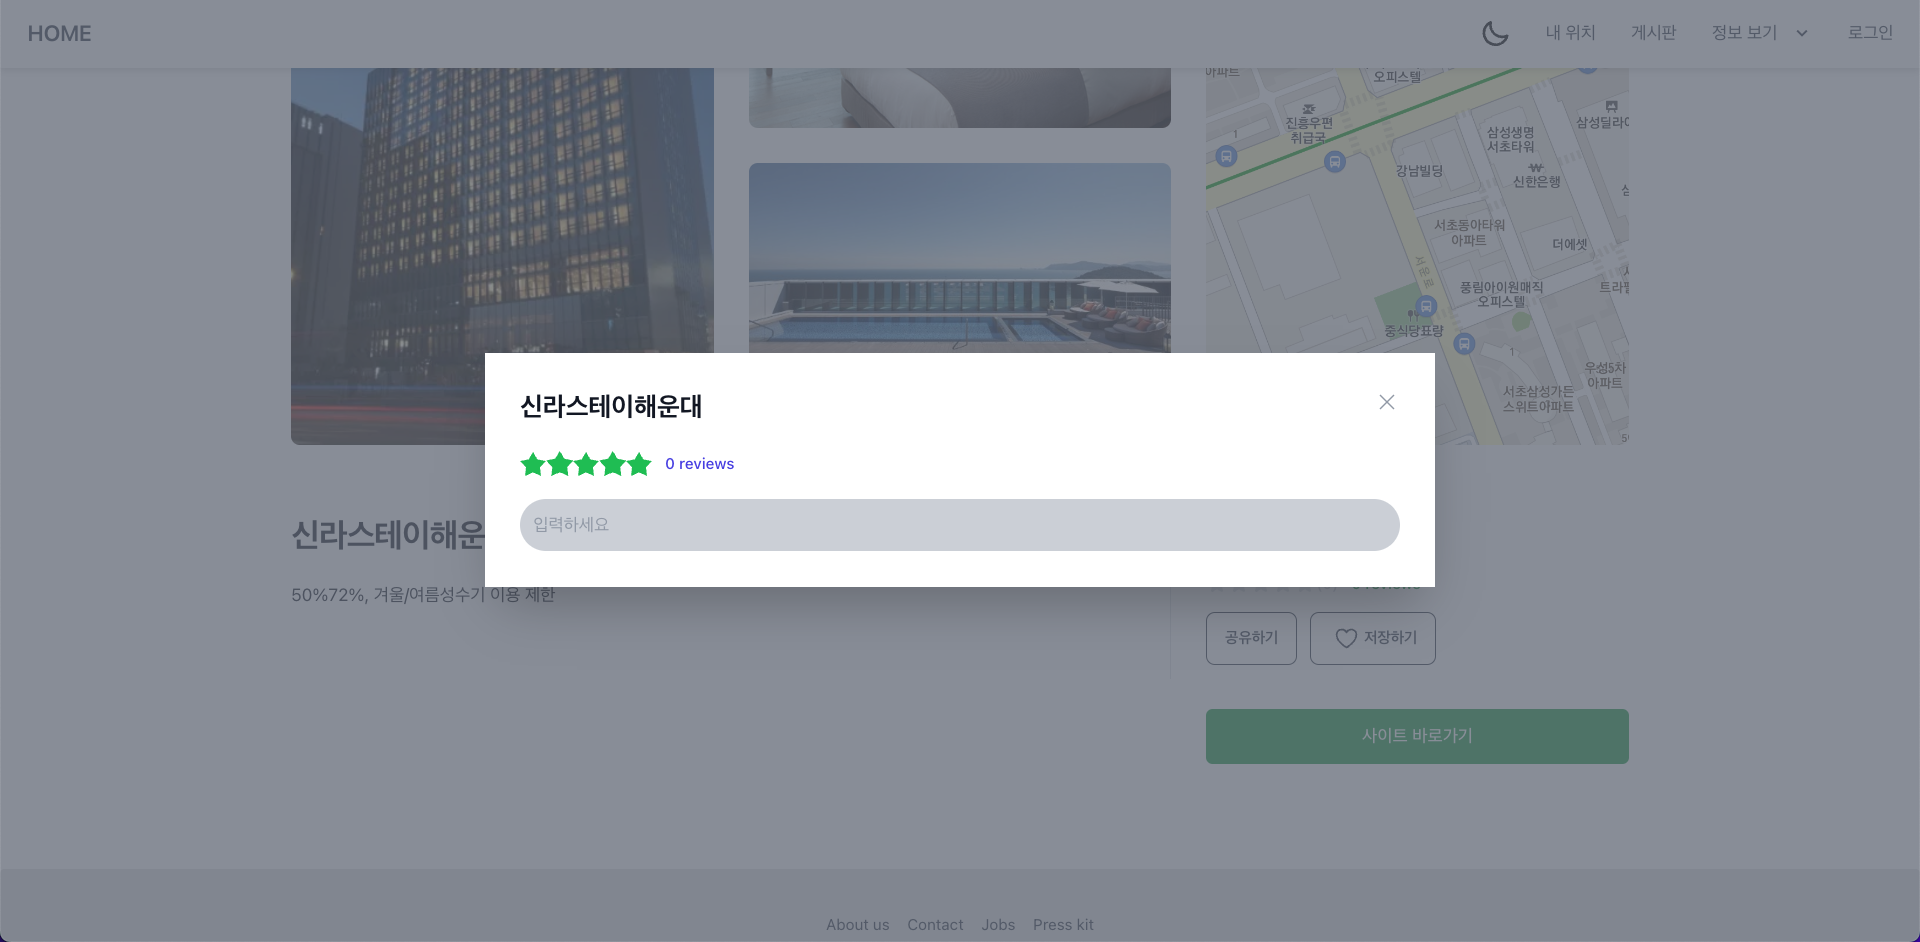 HOME
내 위치
게시판
정보 보기
로그인
아파트
오피스텔
진흥우편
취급국
1
삼성생명
서초타워
강남빌딩
신한은행
서초동아타워
아파트
더에셋
서운로
풍림아이원매직
오피스텔
중식당표량
1
우성5차
아파트
서초삼성가든
스위트아파트
신라스테이해운대
0 reviews
입력하세요
신라스테이해운
50%72%, 겨울/여름성수기 이용 제한
공유하기
저장하기
사이트 바로가기
About us
Contact
Jobs
Press kit